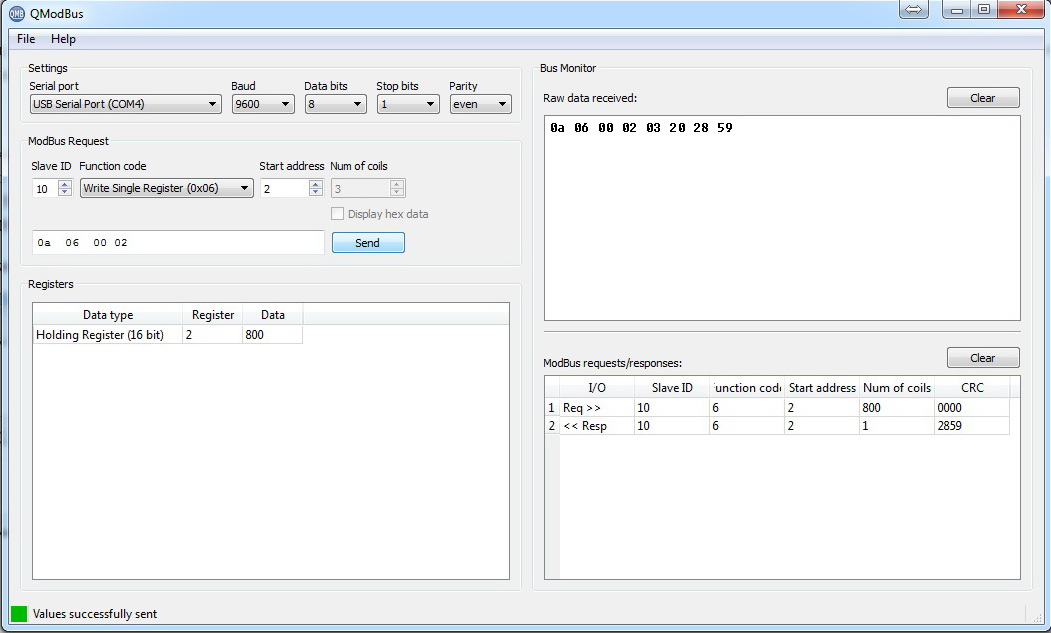 QMB QModBus
File Help
Settings
Serial port Baud Data bits Stop bits Parity
USB Serial Port (COM4) 9600 8 1 even
ModBus Request
Slave ID Function code Start address Num of coils
10 Write Single Register (0x06) 2 3
Display hex data
0a 06 00 02 Send
Registers
Data type Register Data
Holding Register (16 bit) 2 800
Bus Monitor
Raw data received: Clear
0a 06 00 02 03 20 28 59
ModBus requests/responses: Clear
I/O Slave ID unction code Start address Num of coils CRC
1 Req >> 10 6 2 800 0000
2 << Resp 10 6 2 1 2859
Values successfully sent